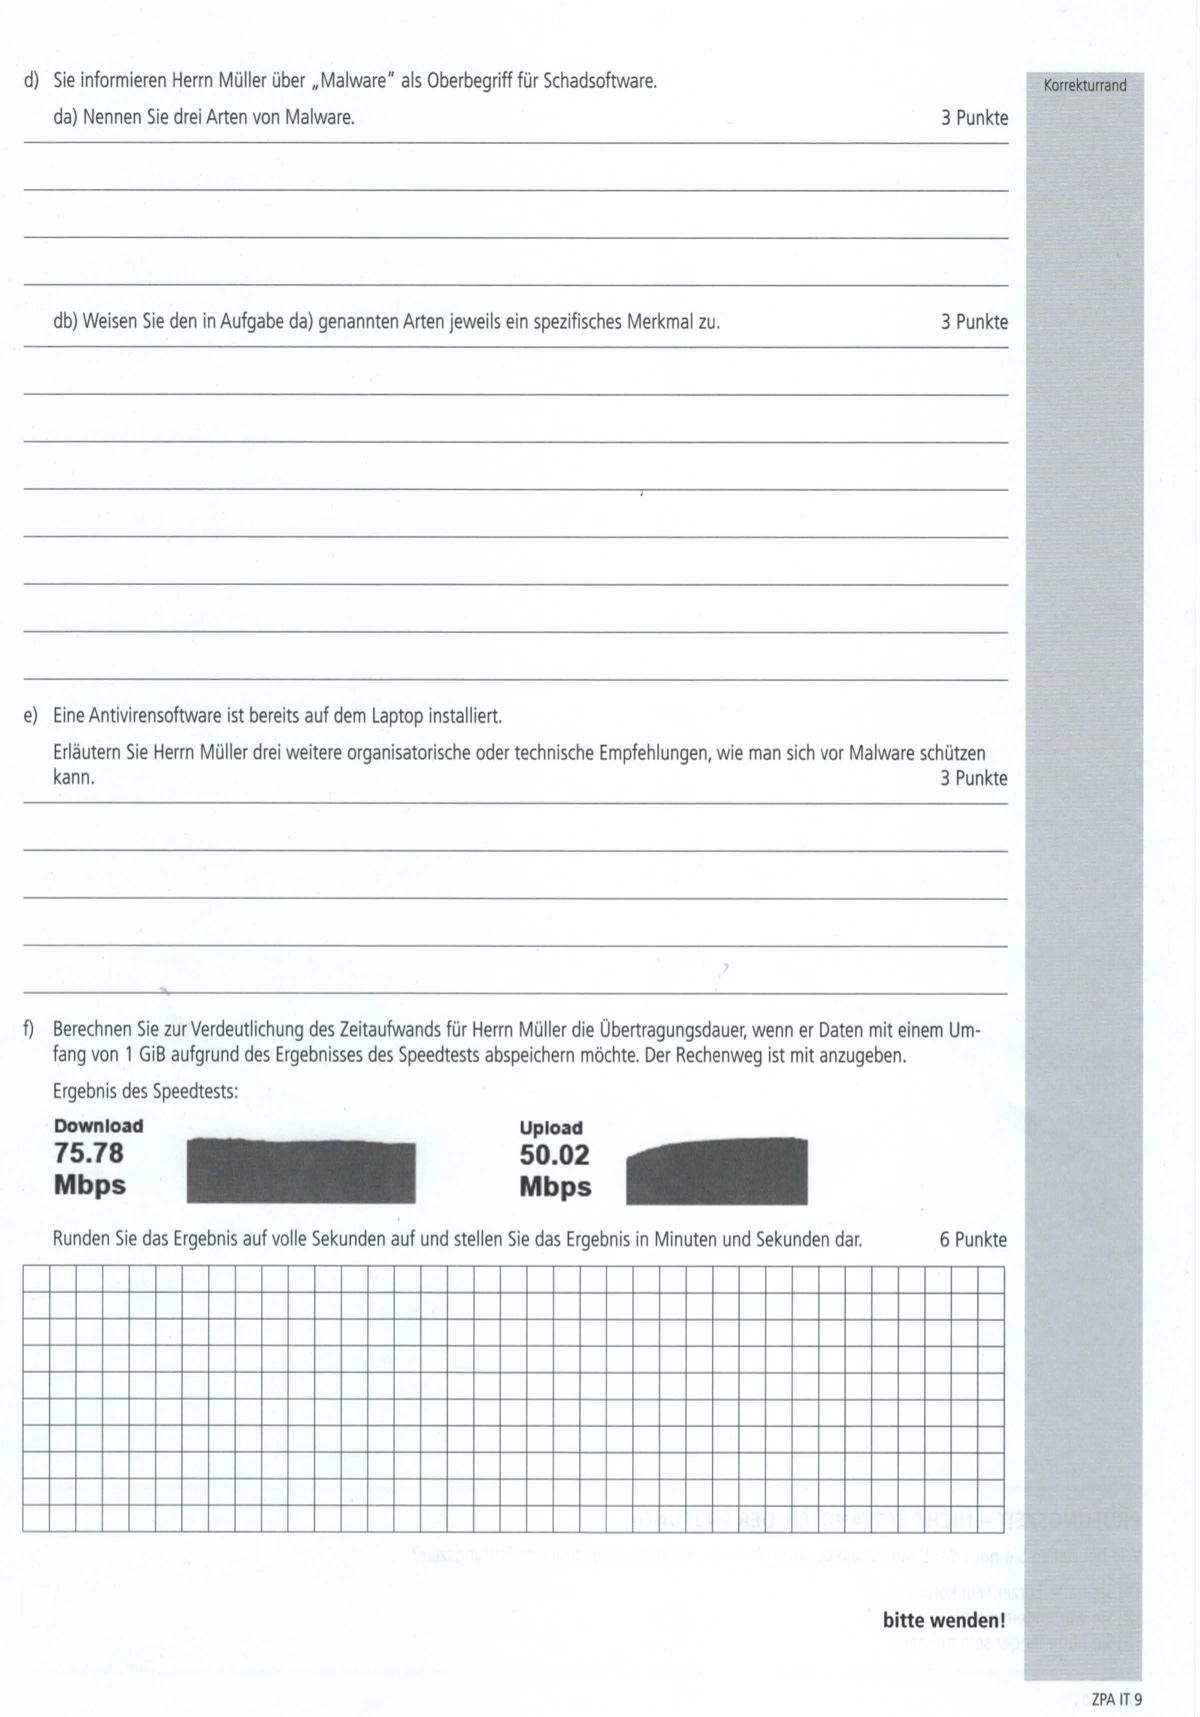 d) Sie informieren Herrn Müller über „Malware“ als Oberbegriff für Schadsoftware.
Korrekturrand
da) Nennen Sie drei Arten von Malware. 3 Punkte
db) Weisen Sie den in Aufgabe da) genannten Arten jeweils ein spezifisches Merkmal zu. 3 Punkte
e) Eine Antivirensoftware ist bereits auf dem Laptop installiert.
Erläutern Sie Herrn Müller drei weitere organisatorische oder technische Empfehlungen, wie man sich vor Malware schützen
kann. 3 Punkte
f) Berechnen Sie zur Verdeutlichung des Zeitaufwands für Herrn Müller die Übertragungsdauer, wenn er Daten mit einem Um-
fang von 1 GiB aufgrund des Ergebnisses des Speedtests abspeichern möchte. Der Rechenweg ist mit anzugeben.
Ergebnis des Speedtests:
Download
75.78
Mbps
Upload
50.02
Mbps
Runden Sie das Ergebnis auf volle Sekunden auf und stellen Sie das Ergebnis in Minuten und Sekunden dar. 6 Punkte
bitte wenden!
ZPA IT 9